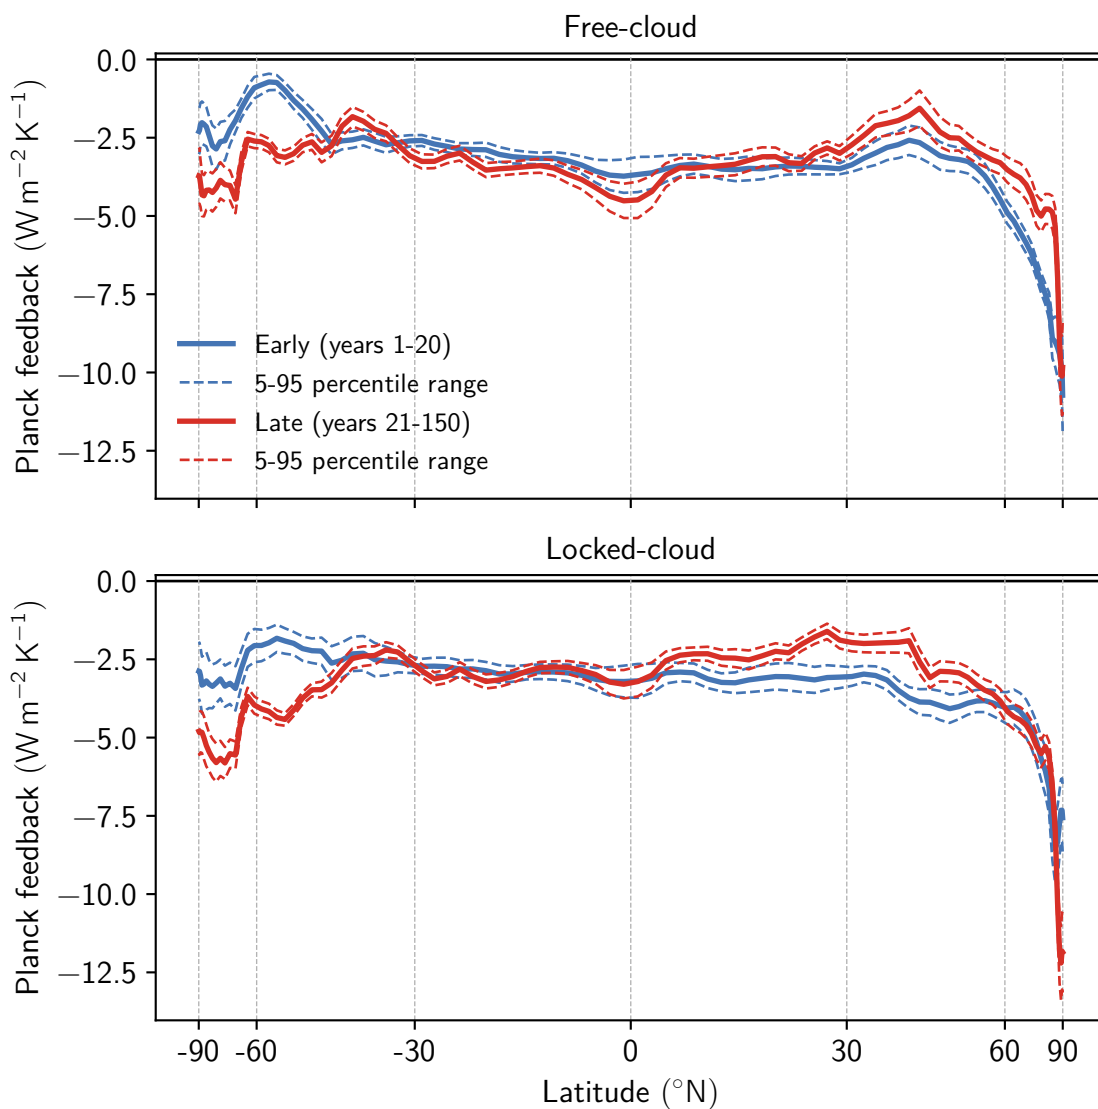 Free-cloud
Planck feedback (W m⁻² K⁻¹)
0.0
−2.5
−5.0
−7.5
−10.0
−12.5
Early (years 1-20)
5-95 percentile range
Late (years 21-150)
5-95 percentile range
Locked-cloud
Planck feedback (W m⁻² K⁻¹)
0.0
−2.5
−5.0
−7.5
−10.0
−12.5
-90 -60 -30 0 30 60 90
Latitude (°N)